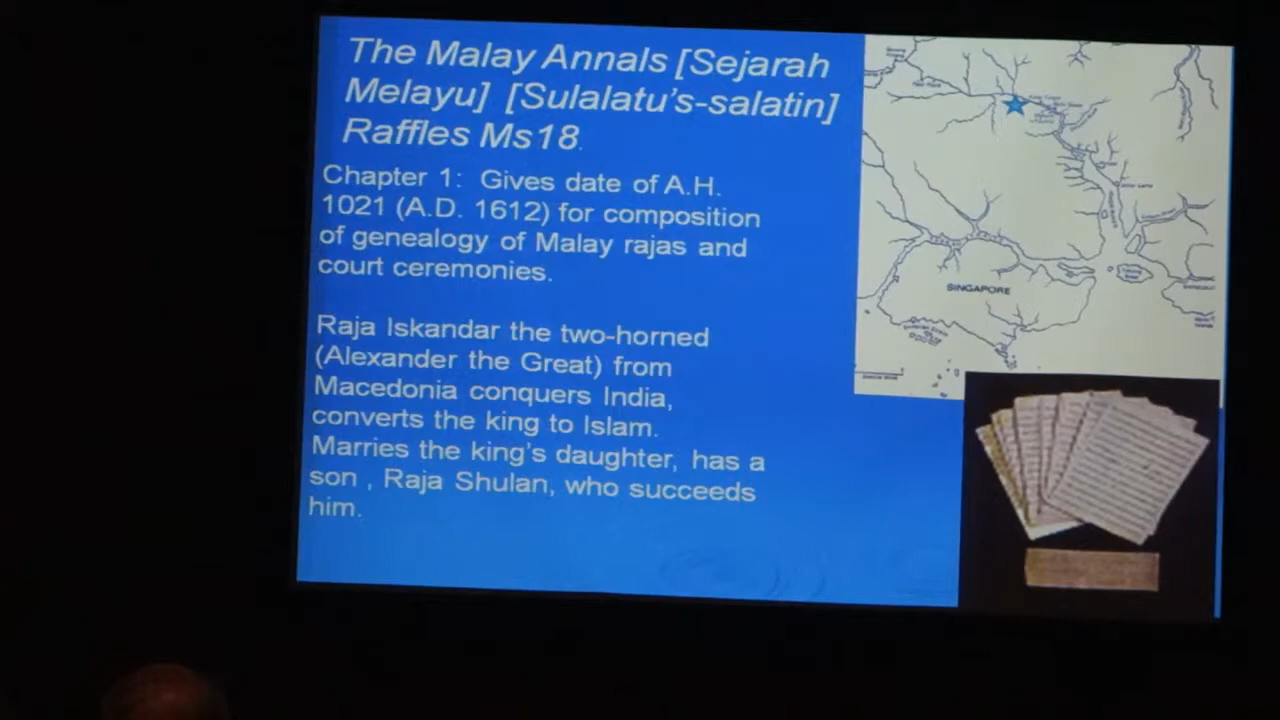 The Malay Annals [Sejarah
Melayu] [Sulalatu's-salatin]
Raffles Ms18.
Chapter 1: Gives date of A.H.
1021 (A.D. 1612) for composition
of genealogy of Malay rajas and
court ceremonies.
Raja Iskandar the two-horned
(Alexander the Great) from
Macedonia conquers India,
converts the king to Islam.
Marries the king's daughter, has a
son , Raja Shulan, who succeeds
him.
SINGAPORE